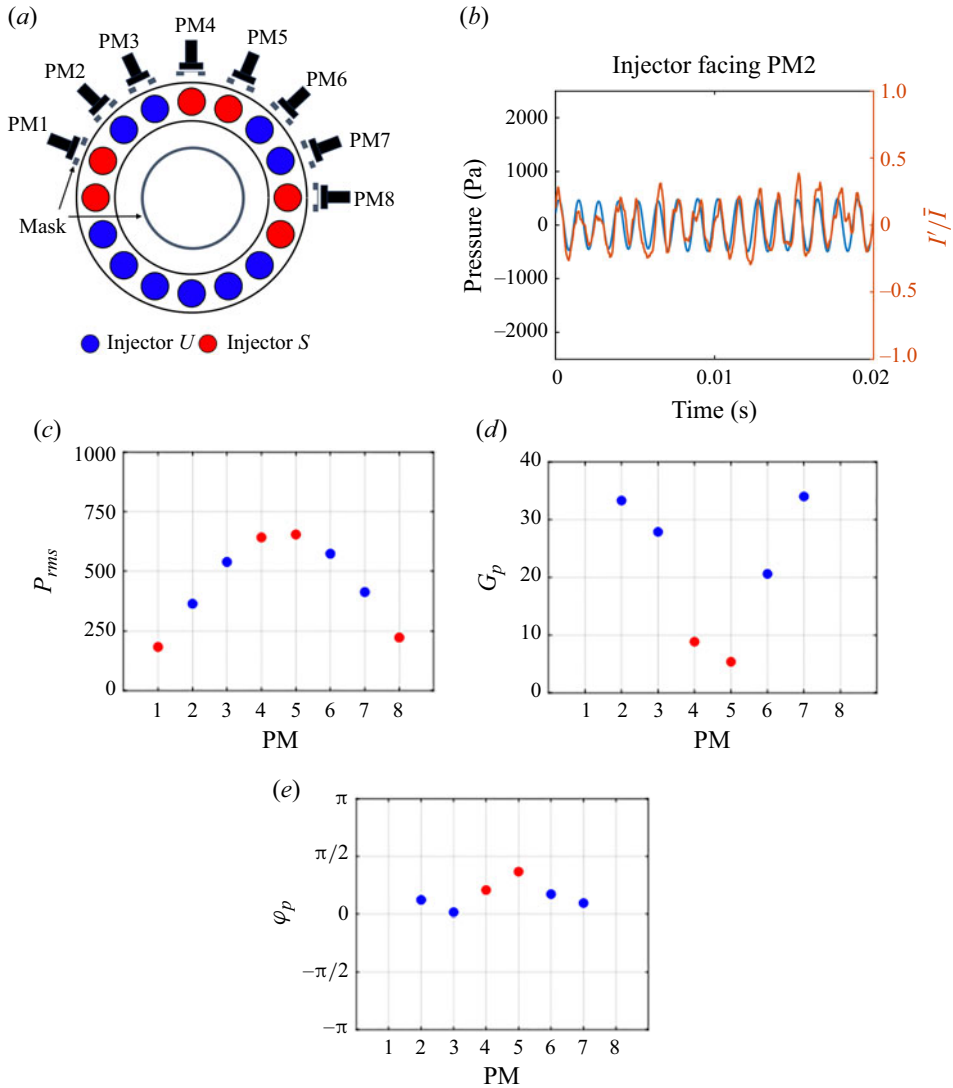 (a)
PM4
PM3
PM5
PM2
PM6
PM1
PM7
PM8
Mask
Injector U
Injector S
(b)
Injector facing PM2
Pressure (Pa)
2000
1000
0
−1000
−2000
1.0
0.5
0
−0.5
−1.0
I′/Ī
0
0.01
0.02
Time (s)
(c)
P_rms
1000
750
500
250
0
1 2 3 4 5 6 7 8
PM
(d)
G_p
40
30
20
10
0
1 2 3 4 5 6 7 8
PM
(e)
φ_p
π
π/2
0
−π/2
−π
1 2 3 4 5 6 7 8
PM